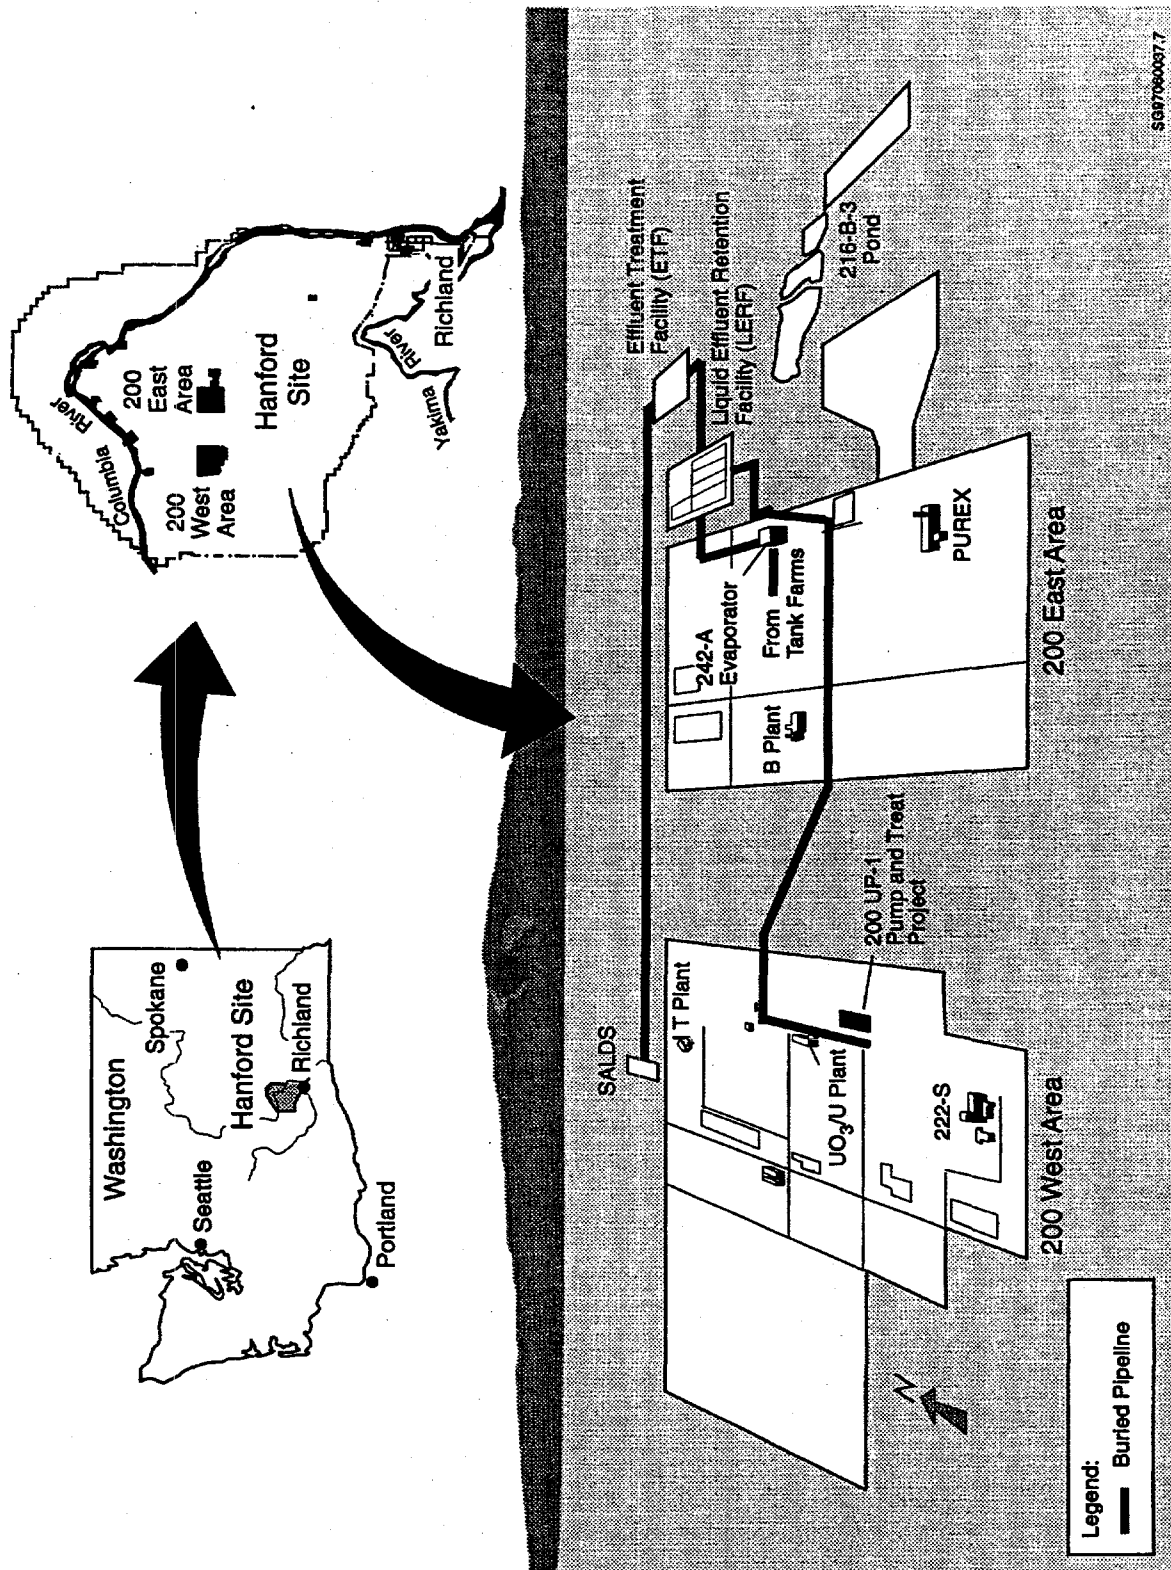 Washington
Seattle
Spokane
Hanford Site
Richland
Portland
Columbia
River
200
West
Area
200
East
Area
Hanford
Site
Yakima
River
Richland
SALDS
T Plant
UO3/U Plant
222-S
200 UP-1
Pump and Treat
Project
200 West Area
N
B Plant
242-A
Evaporator
From
Tank Farms
PUREX
200 East Area
Effluent Treatment
Facility (ETF)
Liquid Effluent Retention
Facility (LERF)
216-B-3
Pond
Legend:
Buried Pipeline
SG97060037.7